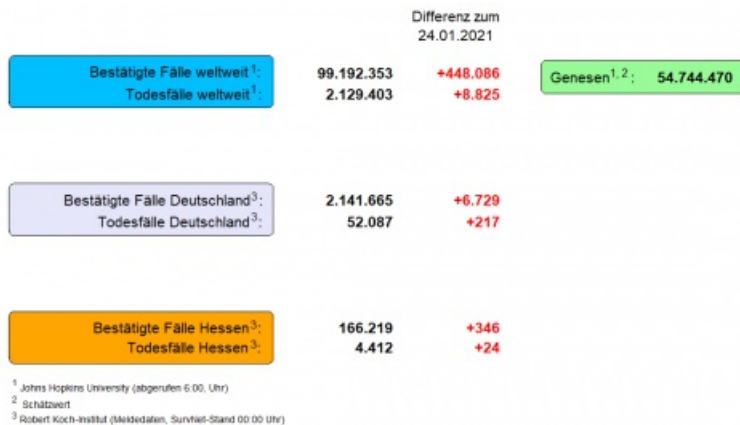 Differenz zum
24.01.2021
Bestätigte Fälle weltweit¹: 99.192.353 +448.086 Genesen¹,²: 54.744.470
Todesfälle weltweit¹: 2.129.403 +8.825
Bestätigte Fälle Deutschland³: 2.141.665 +6.729
Todesfälle Deutschland³: 52.087 +217
Bestätigte Fälle Hessen³: 166.219 +346
Todesfälle Hessen³: 4.412 +24
¹ Johns Hopkins University (abgerufen 6:00, Uhr)
² Schätzwert
³ Robert Koch-Institut (Meldedaten, SurvNet-Stand 00:00 Uhr)